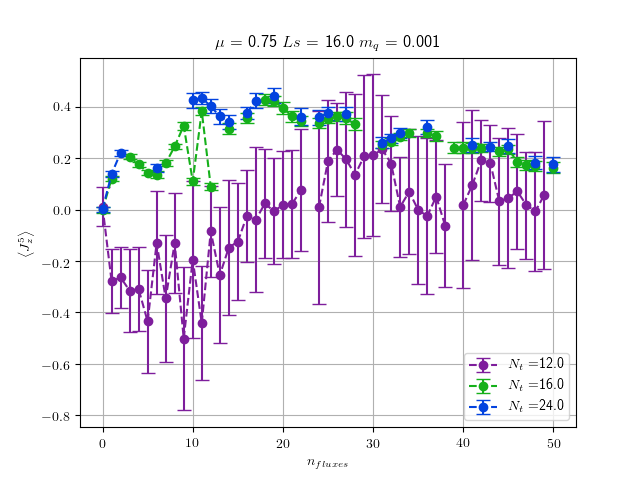 μ = 0.75 Ls = 16.0 m_q = 0.001
⟨J_z^5⟩
0.4
0.2
0.0
−0.2
−0.4
−0.6
−0.8
0 10 20 30 40 50
n_fluxes
N_t =12.0
N_t =16.0
N_t =24.0